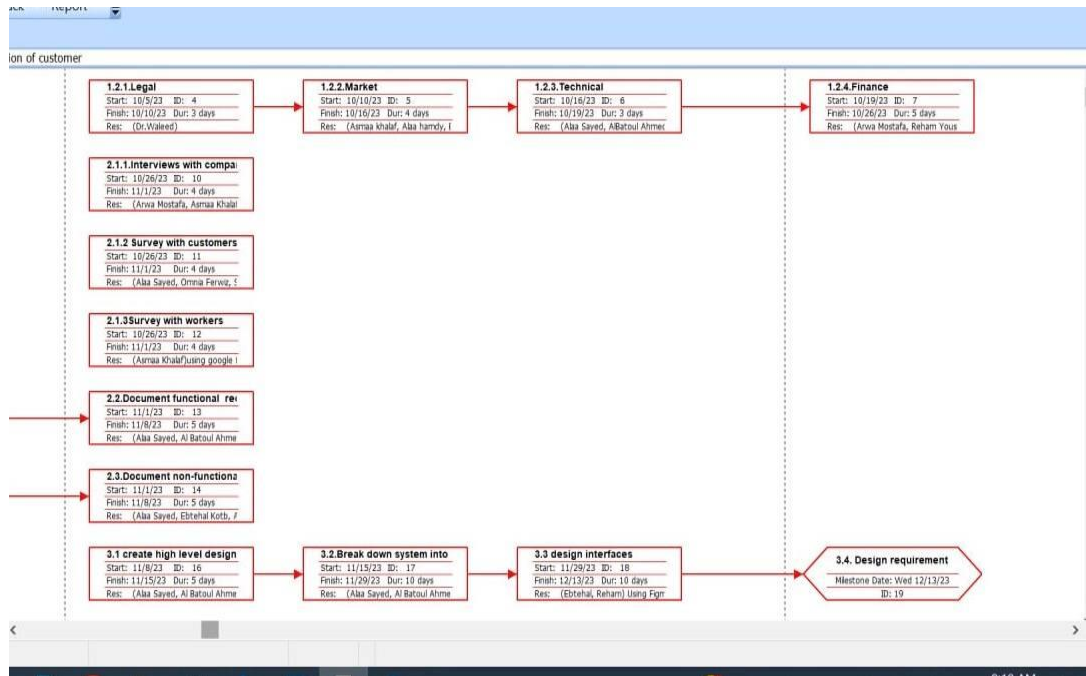 Report
ion of customer
1.2.1.Legal
Start: 10/5/23 ID: 4
Finish: 10/10/23 Dur: 3 days
Res: (Dr.Waleed)
1.2.2.Market
Start: 10/10/23 ID: 5
Finish: 10/16/23 Dur: 4 days
Res: (Asmaa khalaf, Alaa hamdy,
1.2.3.Technical
Start: 10/16/23 ID: 6
Finish: 10/19/23 Dur: 3 days
Res: (Alaa Sayed, AlBatoul Ahmed
1.2.4.Finance
Start: 10/19/23 ID: 7
Finish: 10/26/23 Dur: 5 days
Res: (Arwa Mostafa, Reham Yous
2.1.1.Interviews with compa
Start: 10/26/23 ID: 10
Finish: 11/1/23 Dur: 4 days
Res: (Arwa Mostafa, Asmaa Khalaf
2.1.2 Survey with customers
Start: 10/26/23 ID: 11
Finish: 11/1/23 Dur: 4 days
Res: (Alaa Sayed, Omnia Ferwiz,
2.1.3Survey with workers
Start: 10/26/23 ID: 12
Finish: 11/1/23 Dur: 4 days
Res: (Asmaa Khalaf)using google
2.2.Document functional re
Start: 11/1/23 ID: 13
Finish: 11/8/23 Dur: 5 days
Res: (Alaa Sayed, Al Batoul Ahme
2.3.Document non-functiona
Start: 11/1/23 ID: 14
Finish: 11/8/23 Dur: 5 days
Res: (Alaa Sayed, Ebtehal Kotb,
3.1 create high level design
Start: 11/8/23 ID: 16
Finish: 11/15/23 Dur: 5 days
Res: (Alaa Sayed, Al Batoul Ahme
3.2.Break down system into
Start: 11/15/23 ID: 17
Finish: 11/29/23 Dur: 10 days
Res: (Alaa Sayed, Al Batoul Ahme
3.3 design interfaces
Start: 11/29/23 ID: 18
Finish: 12/13/23 Dur: 10 days
Res: (Ebtehal, Reham) Using Figm
3.4. Design requirement
Milestone Date: Wed 12/13/23
ID: 19